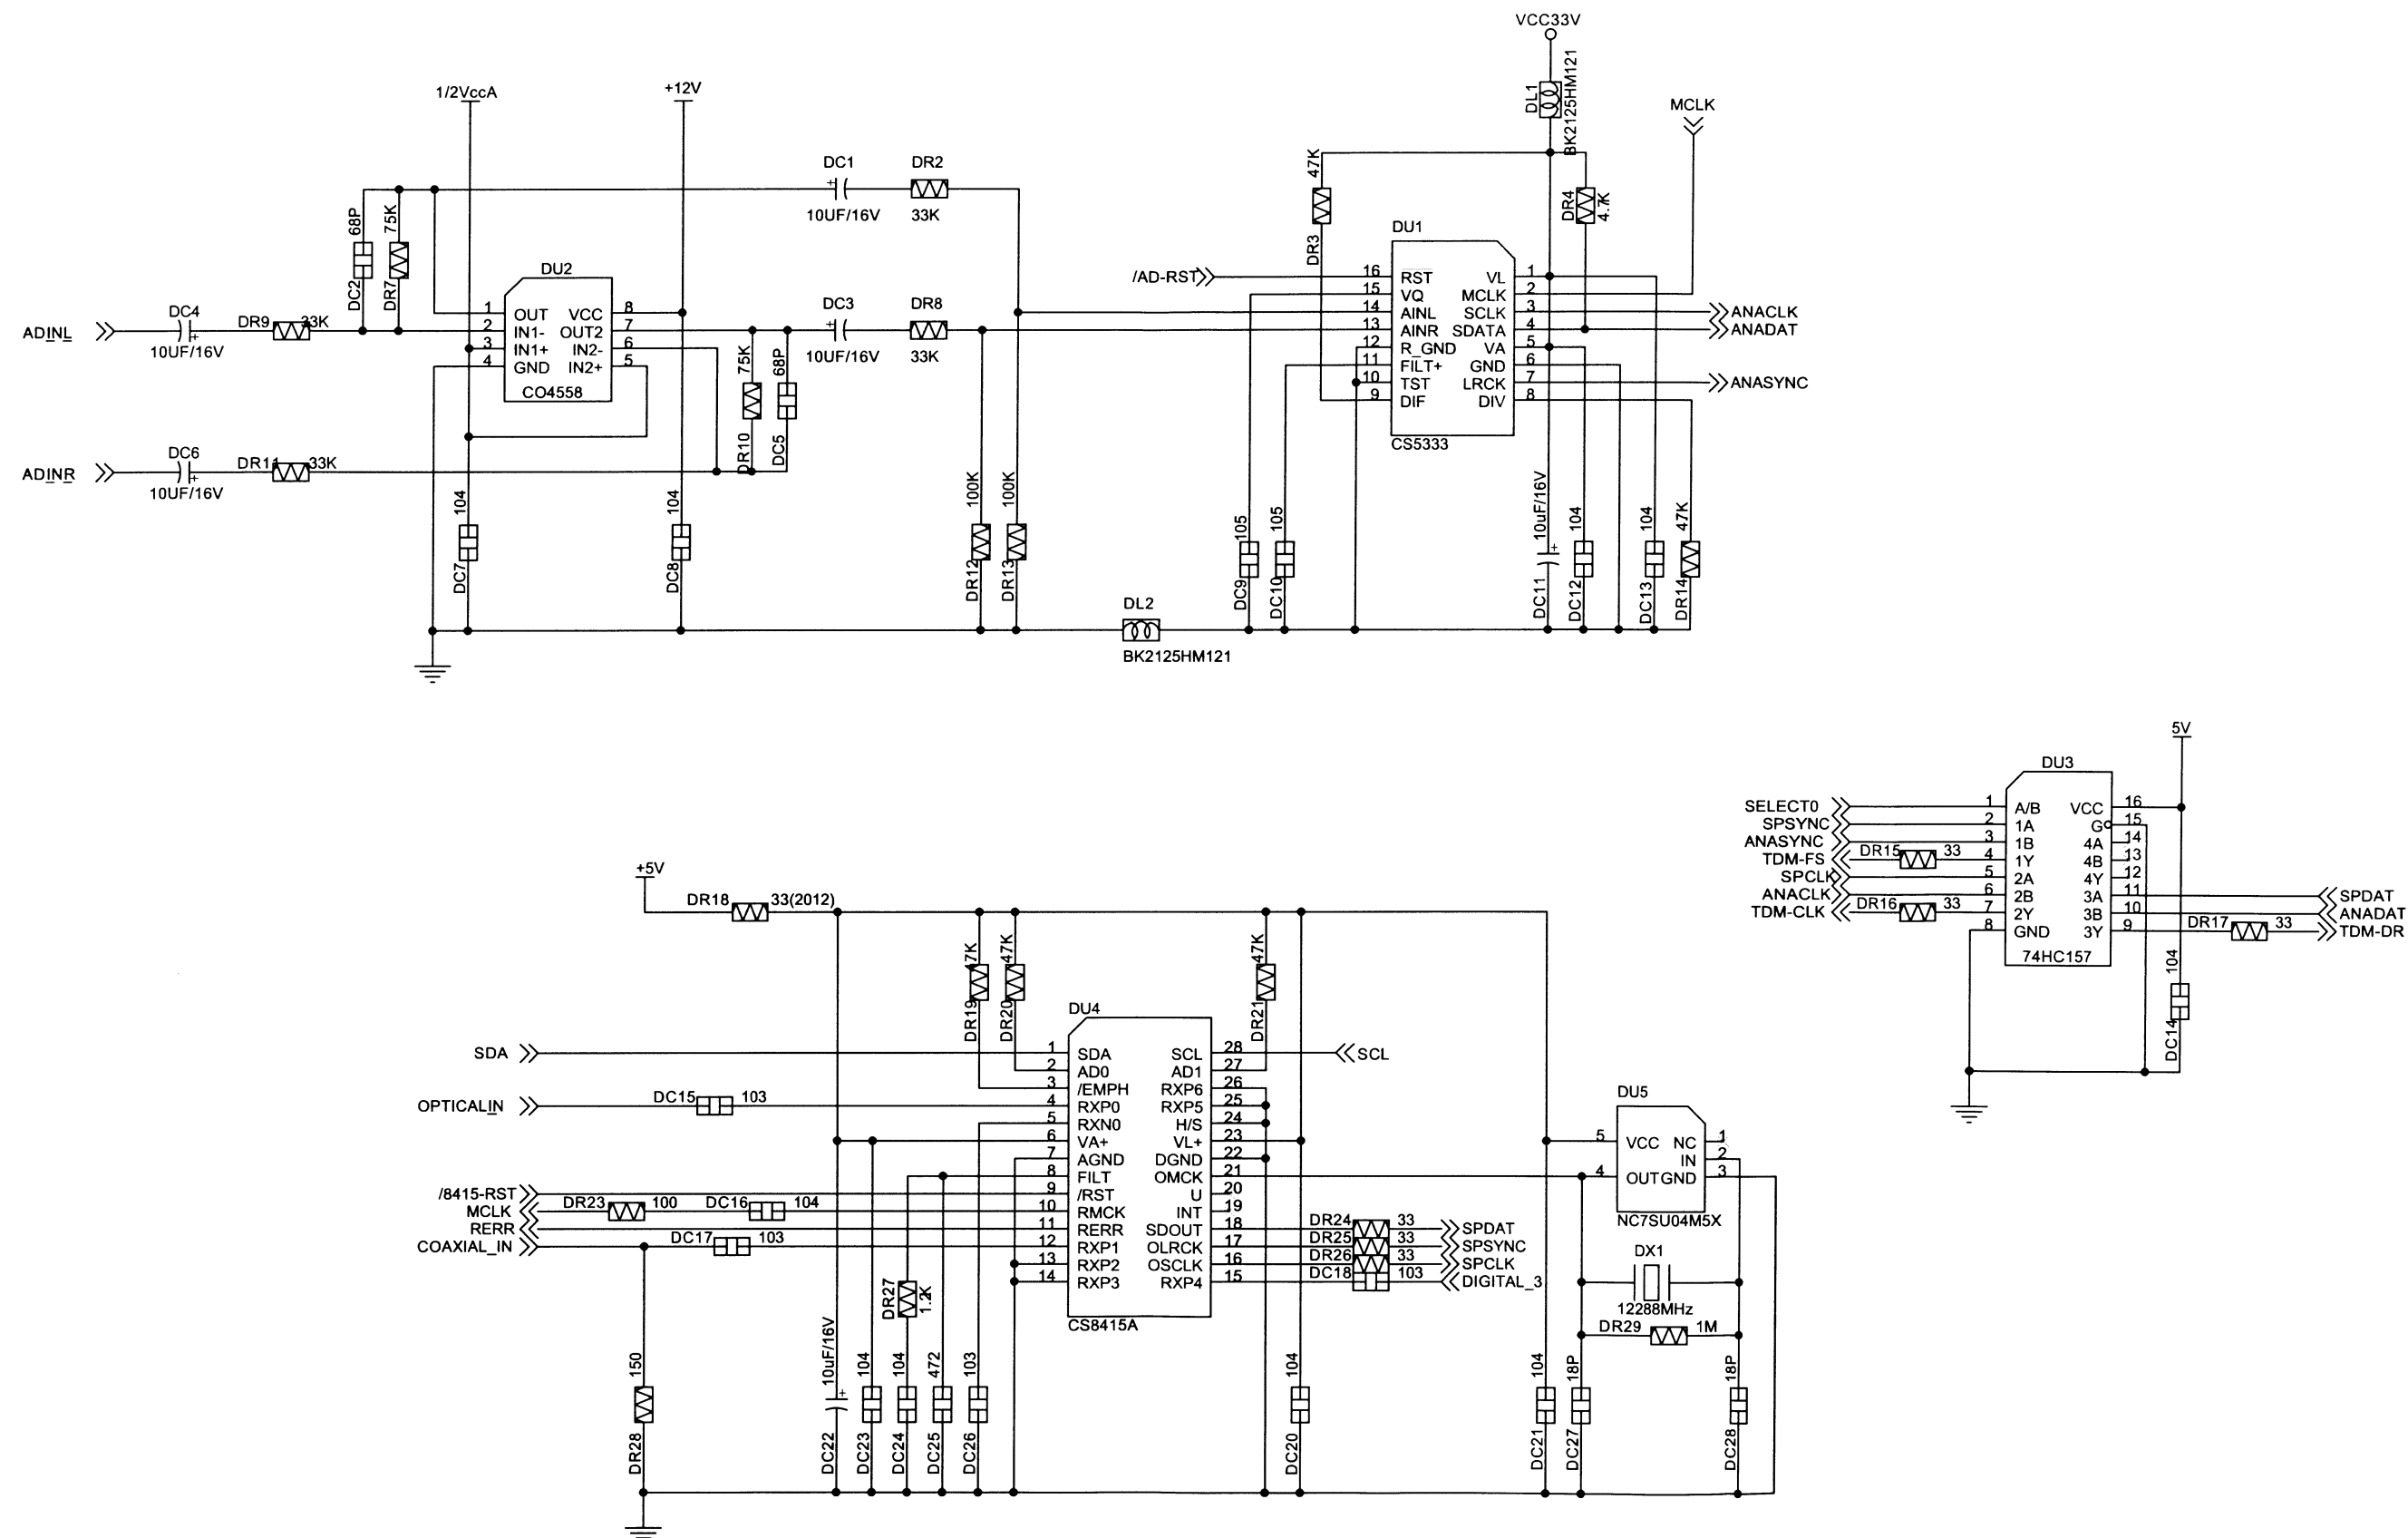 VCC33V
DL1
BK2125HM121
MCLK
1/2VccA
+12V
DC1
DR2
10UF/16V
33K
68P
75K
DC2
DR7
47K
DR3
DR4
4.7K
DU2
DU1
ADINL
DC4
10UF/16V
DR9
33K
1 OUT
2 IN1-
3 IN1+
4 GND
VCC 8
OUT2 7
IN2- 6
IN2+ 5
CO4558
DC3
DR8
10UF/16V
33K
75K
68P
DR10
DC5
/AD-RST
16 RST
15 VQ
14 AINL
13 AINR
12 R_GND
11 FILT+
10 TST
9 DIF
VL 1
MCLK 2
SCLK 3
SDATA 4
VA 5
GND 6
LRCK 7
DIV 8
CS5333
ANACLK
ANADAT
ANASYNC
ADINR
DC6
10UF/16V
DR11
33K
104
DC7
104
DC8
100K
DR12
100K
DR13
DL2
BK2125HM121
105
DC9
105
DC10
10uF/16V
DC11
104
DC12
104
DC13
47K
DR14
5V
DU3
SELECT0
SPSYNC
ANASYNC
TDM-FS DR15 33
SPCLK
ANACLK
TDM-CLK DR16 33
1 A/B
2 1A
3 1B
4 1Y
5 2A
6 2B
7 2Y
8 GND
VCC 16
G 15
4A 14
4B 13
4Y 12
3A 11
3B 10
3Y 9
74HC157
SPDAT
ANADAT
DR17 33 TDM-DR
104
DC14
+5V
DR18 33(2012)
47K
DR19
47K
DR20
47K
DR21
DU4
SDA
OPTICALIN
DC15 103
/8415-RST
MCLK DR23 100 DC16 104
RERR
COAXIAL_IN DC17 103
1 SDA
2 AD0
3 /EMPH
4 RXP0
5 RXN0
6 VA+
7 AGND
8 FILT
9 /RST
10 RMCK
11 RERR
12 RXP1
13 RXP2
14 RXP3
SCL 28
AD1 27
RXP6 26
RXP5 25
H/S 24
VL+ 23
DGND 22
OMCK 21
U 20
INT 19
SDOUT 18
OLRCK 17
OSCLK 16
RXP4 15
CS8415A
SCL
DR24 33 SPDAT
DR25 33 SPSYNC
DR26 33 SPCLK
DC18 103 DIGITAL_3
DU5
5 VCC
4 OUT
NC 1
IN 2
GND 3
NC7SU04M5X
DX1
12288MHz
DR29 1M
DR27
1.2K
150
DR28
10uF/16V
DC22
104
DC23
104
DC24
472
DC25
103
DC26
104
DC20
104
DC21
18P
DC27
18P
DC28